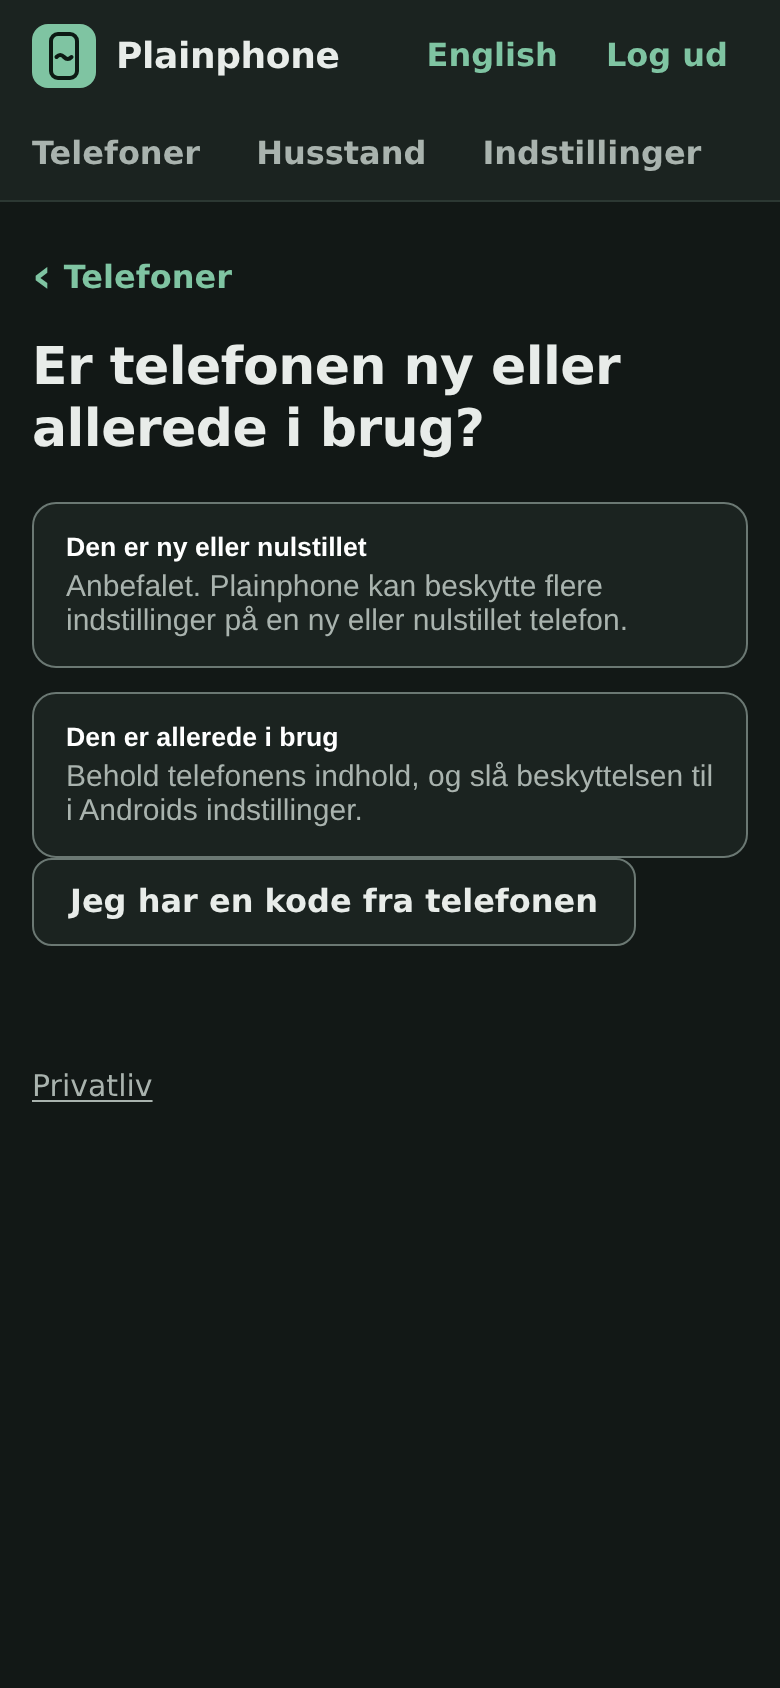 Plainphone
English
Log ud
Telefoner
Husstand
Indstillinger
‹ Telefoner
Er telefonen ny eller
allerede i brug?
Den er ny eller nulstillet
Anbefalet. Plainphone kan beskytte flere
indstillinger på en ny eller nulstillet telefon.
Den er allerede i brug
Behold telefonens indhold, og slå beskyttelsen til
i Androids indstillinger.
Jeg har en kode fra telefonen
Privatliv